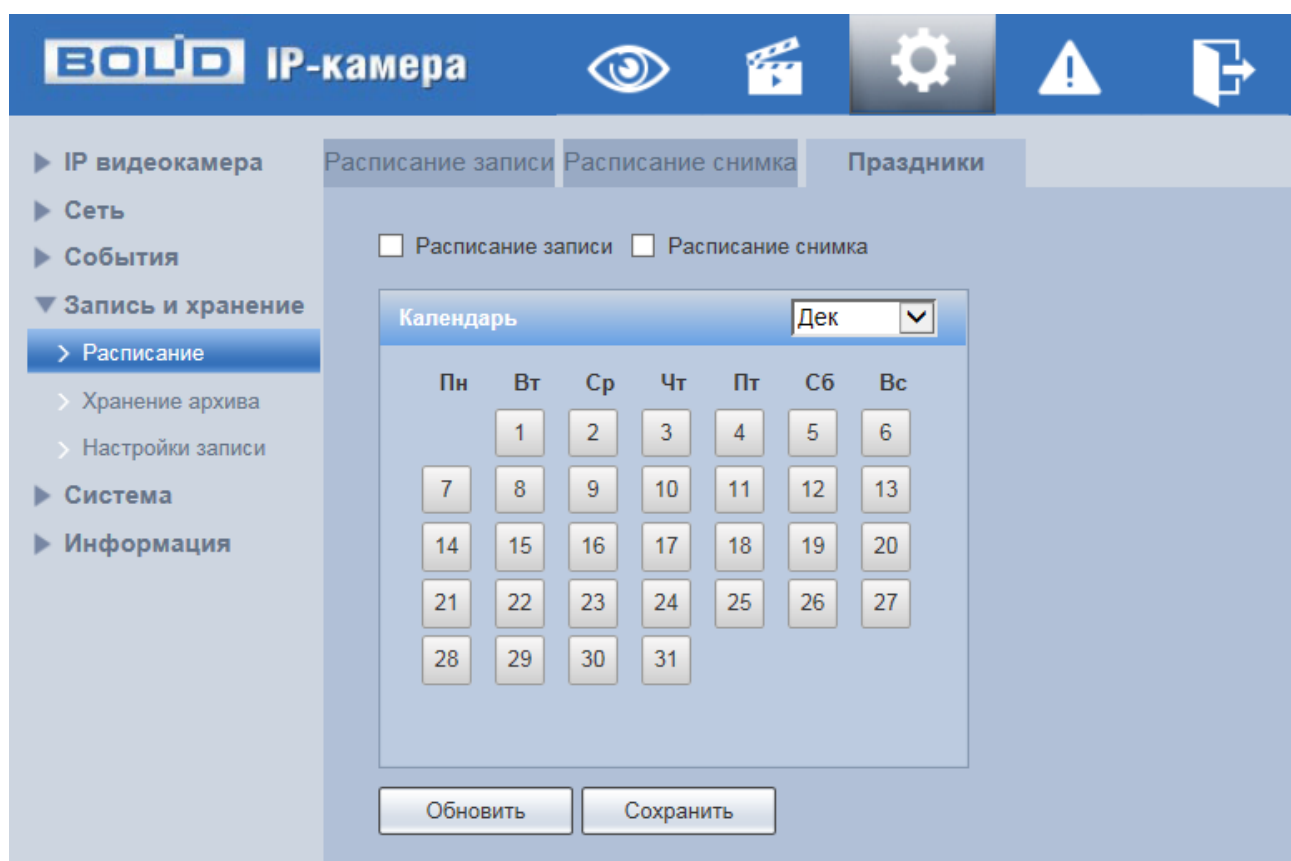 BOLID IP-камера
IP видеокамера
Сеть
События
Запись и хранение
Расписание
Хранение архива
Настройки записи
Система
Информация
Расписание записи Расписание снимка Праздники
Расписание записи Расписание снимка
Календарь Дек
Пн Вт Ср Чт Пт Сб Вс
1 2 3 4 5 6
7 8 9 10 11 12 13
14 15 16 17 18 19 20
21 22 23 24 25 26 27
28 29 30 31
Обновить Сохранить